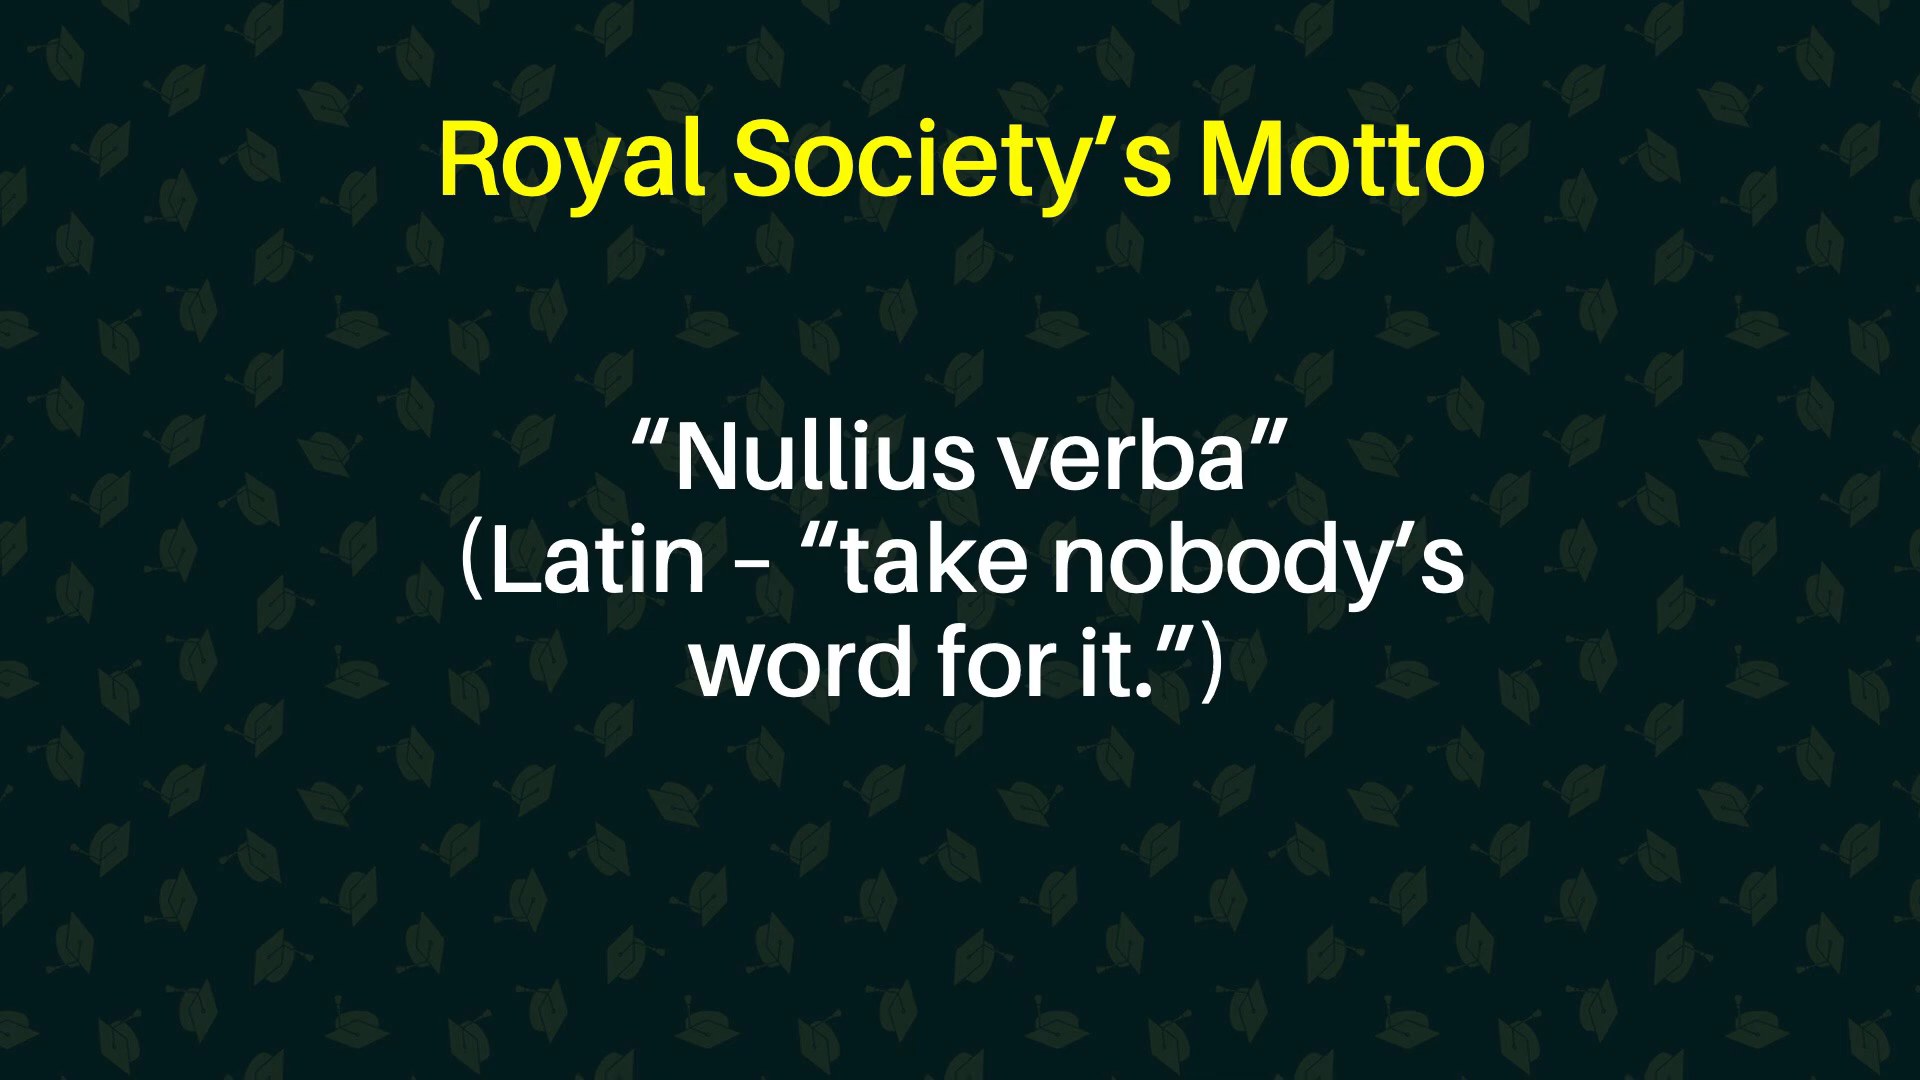 Royal Society’s Motto
“Nullius verba”
(Latin – “take nobody’s
word for it.”)